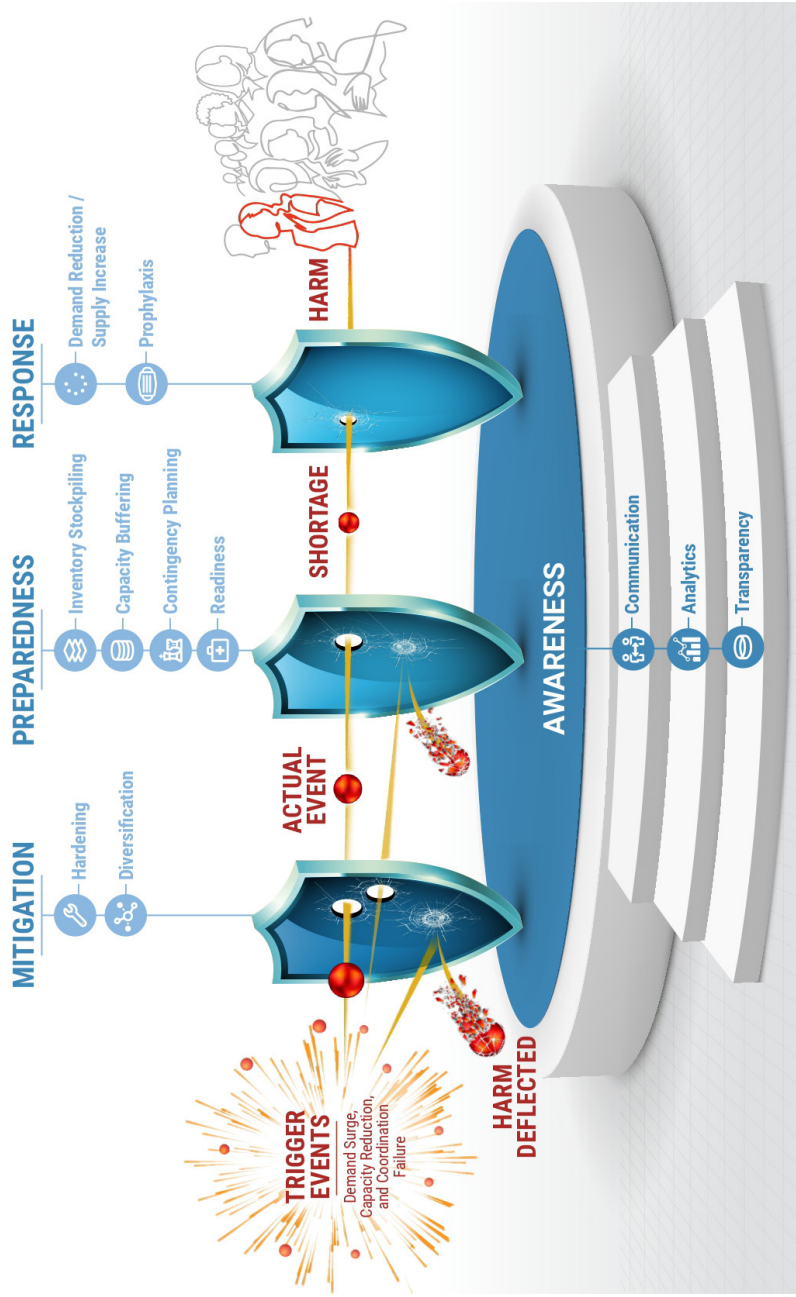 MITIGATION
Hardening
Diversification
PREPAREDNESS
Inventory Stockpiling
Capacity Buffering
Contingency Planning
Readiness
RESPONSE
Demand Reduction /
Supply Increase
Prophylaxis
TRIGGER
EVENTS
Demand Surge,
Capacity Reduction,
and Coordination
Failure
ACTUAL
EVENT
SHORTAGE
HARM
HARM
DEFLECTED
AWARENESS
Communication
Analytics
Transparency